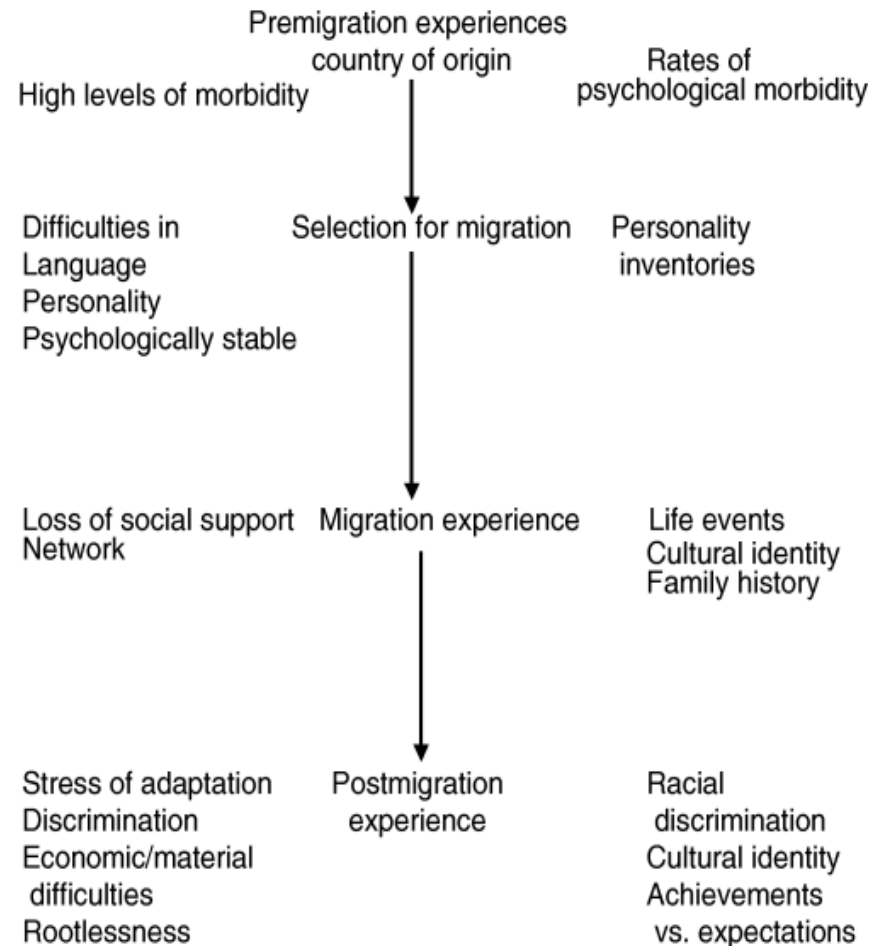 Premigration experiences
country of origin
High levels of morbidity
Rates of
psychological morbidity
Difficulties in
Language
Personality
Psychologically stable
Selection for migration
Personality
inventories
Loss of social support
Network
Migration experience
Life events
Cultural identity
Family history
Stress of adaptation
Discrimination
Economic/material
difficulties
Rootlessness
Postmigration
experience
Racial
discrimination
Cultural identity
Achievements
vs. expectations